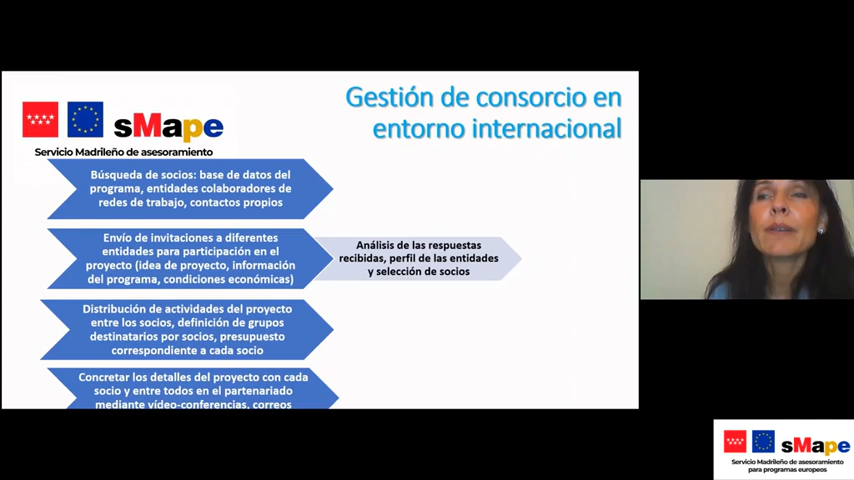 Gestión de consorcio en
entorno internacional
sMape
Servicio Madrileño de asesoramiento
Búsqueda de socios: base de datos del
programa, entidades colaboradores de
redes de trabajo, contactos propios
Envío de invitaciones a diferentes
entidades para participación en el
proyecto (idea de proyecto, información
del programa, condiciones económicas)
Análisis de las respuestas
recibidas, perfil de las entidades
y selección de socios
Distribución de actividades del proyecto
entre los socios, definición de grupos
destinatarios por socios, presupuesto
correspondiente a cada socio
Concretar los detalles del proyecto con cada
socio y entre todos en el partenariado
mediante vídeo-conferencias, correos
sMape
Servicio Madrileño de asesoramiento
para programas europeos